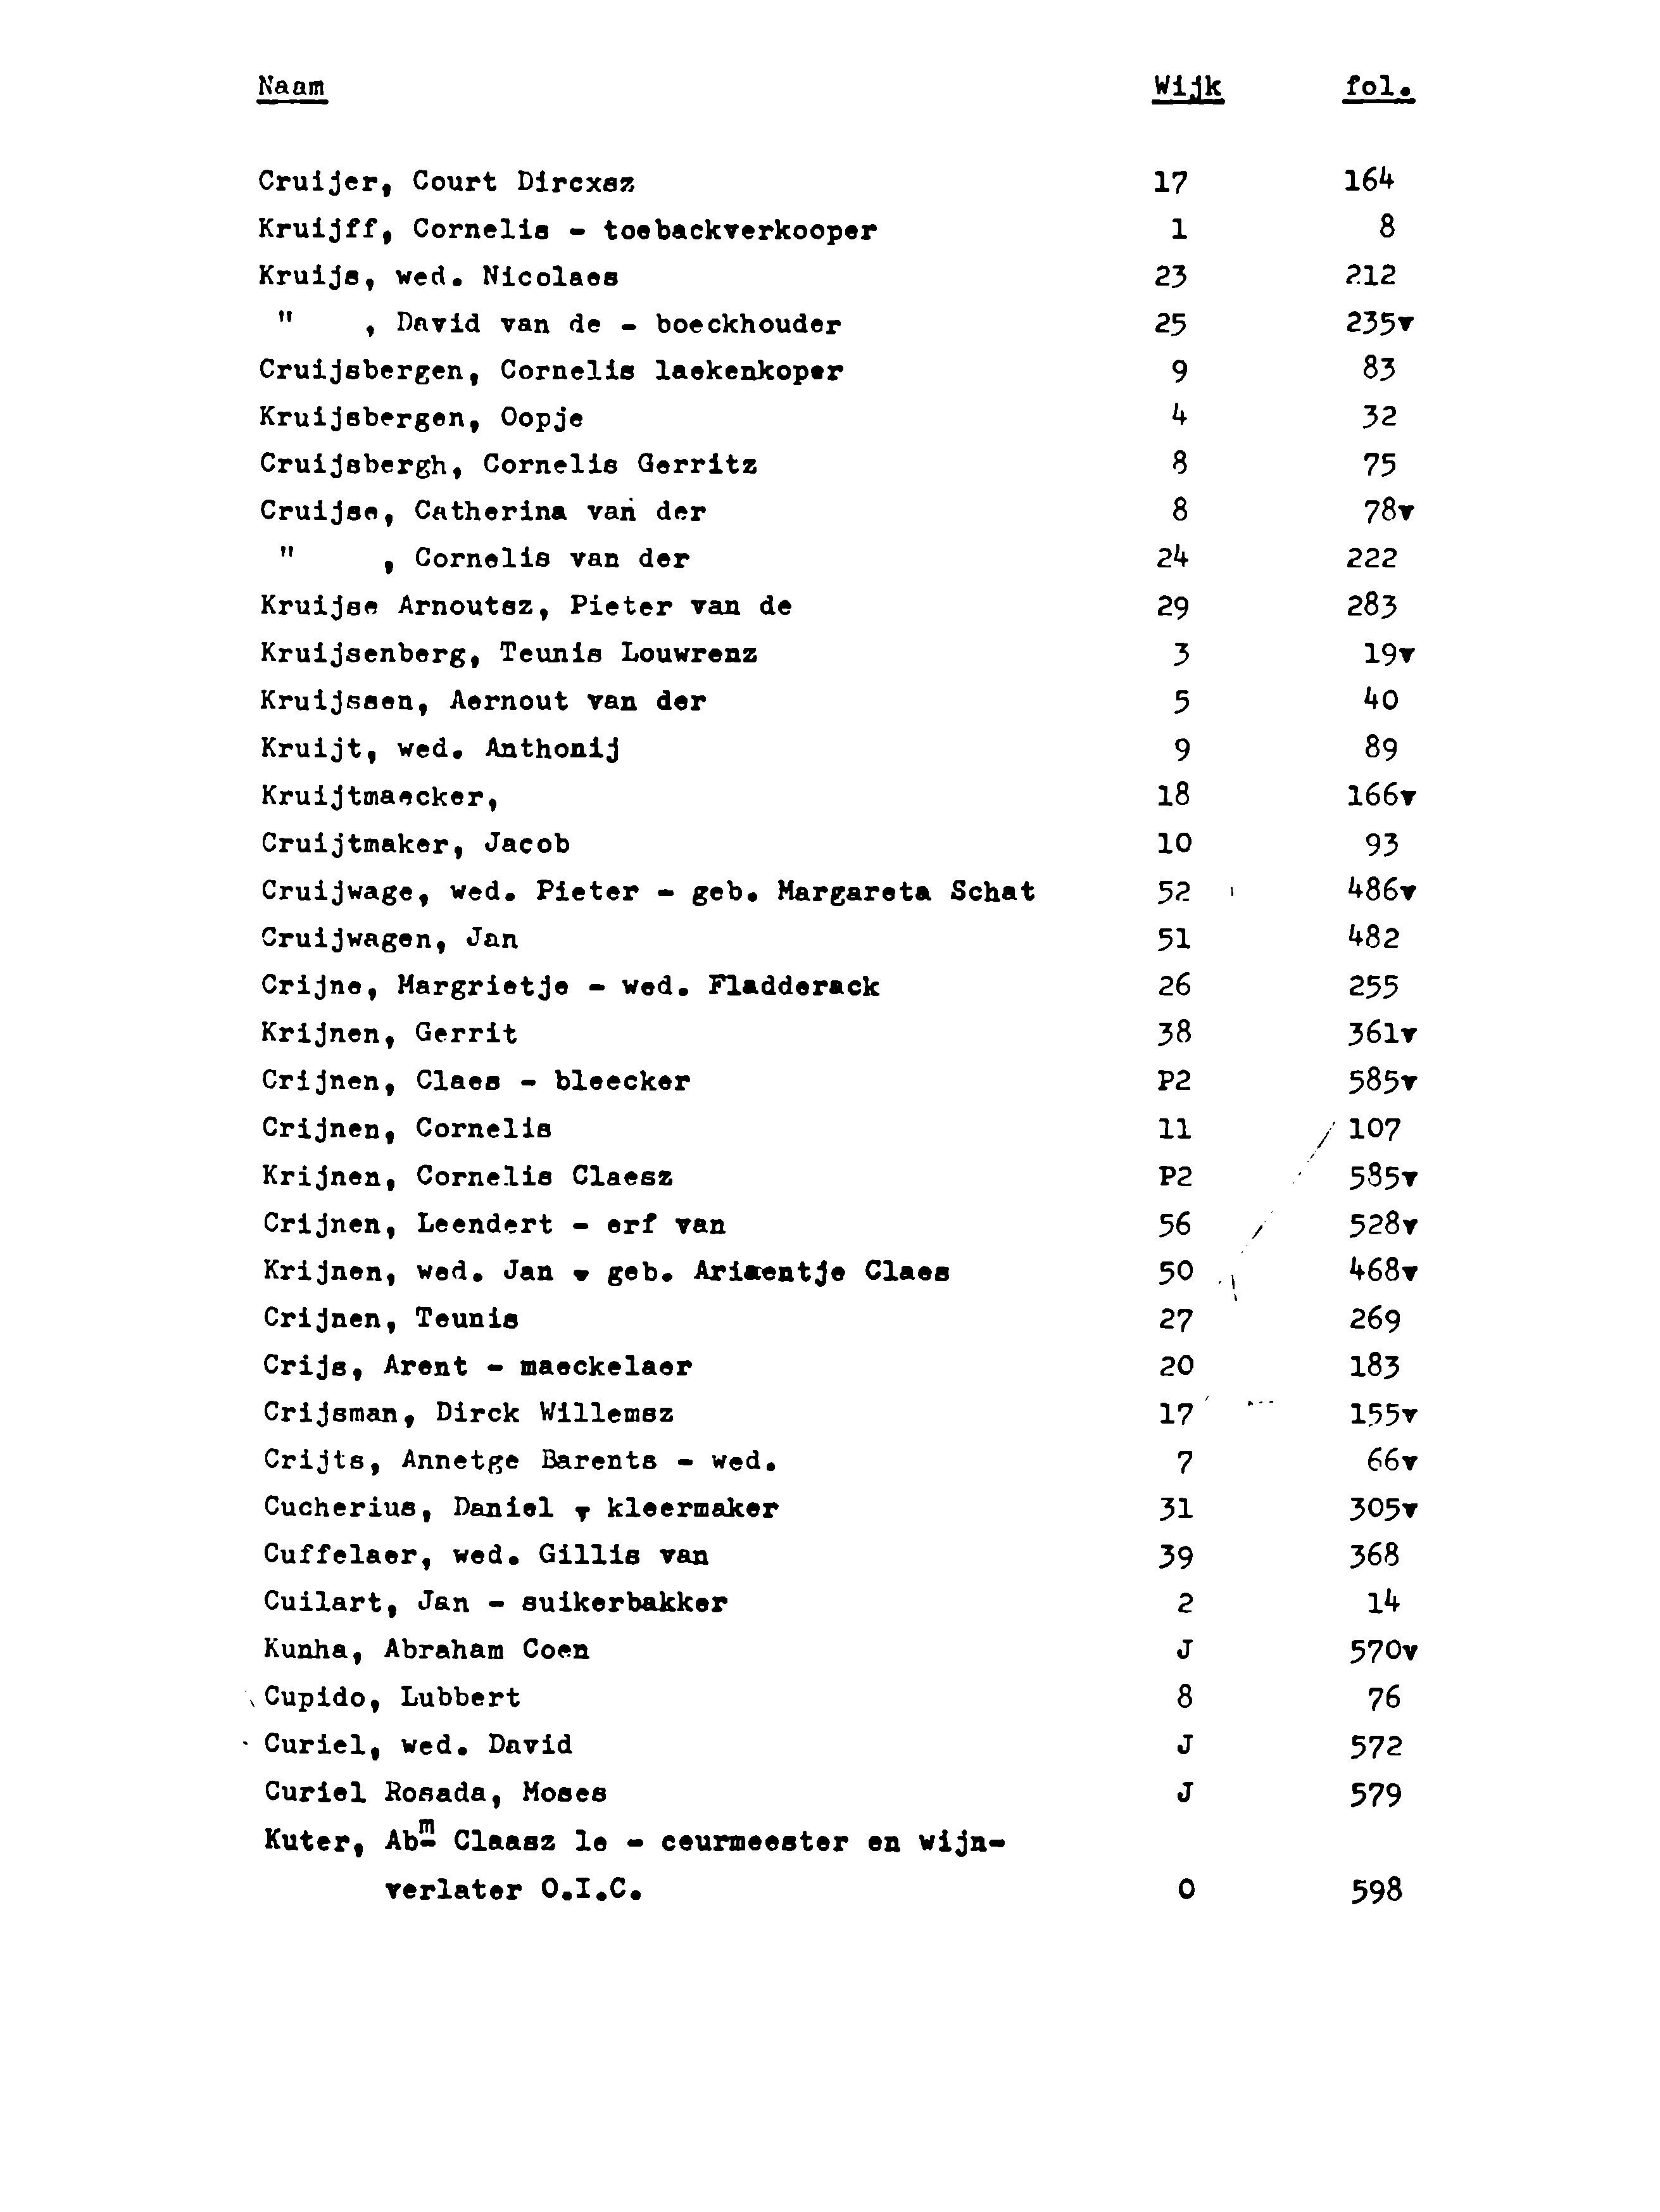 Naam Wijk fol.
Cruijer, Court Dircxsz 17 164
Kruijff, Cornelis - toebackverkooper 1 8
Kruijs, wed. Nicolaes 23 212
" , David van de - boeckhouder 25 235v
Cruijsbergen, Cornelis laekenkoper 9 83
Kruijsbergen, Oopje 4 32
Cruijsbergh, Cornelis Gerritz 8 75
Cruijse, Catherina van der 8 78v
" , Cornelis van der 24 222
Kruijse Arnoutsz, Pieter van de 29 283
Kruijsenberg, Teunis Louwrenz 3 19v
Kruijssen, Aernout van der 5 40
Kruijt, wed. Anthonij 9 89
Kruijtmaecker, 18 166v
Cruijtmaker, Jacob 10 93
Cruijwage, wed. Pieter - geb. Margareta Schat 52 486v
Cruijwagen, Jan 51 482
Crijne, Margrietje - wed. Fladderack 26 255
Krijnen, Gerrit 38 361v
Crijnen, Claes - bleecker P2 585v
Crijnen, Cornelis 11 107
Krijnen, Cornelis Claesz P2 585v
Crijnen, Leendert - erf van 56 528v
Krijnen, wed. Jan - geb. Ariaentje Claes 50 468v
Crijnen, Teunis 27 269
Crijs, Arent - maeckelaer 20 183
Crijsman, Dirck Willemsz 17 155v
Crijts, Annetge Barents - wed. 7 66v
Cucherius, Daniel - kleermaker 31 305v
Cuffelaer, wed. Gillis van 39 368
Cuilart, Jan - suikerbakker 2 14
Kunha, Abraham Coen J 570v
Cupido, Lubbert 8 76
Curiel, wed. David J 572
Curiel Rosada, Moses J 579
Kuter, Abm Claasz le - ceurmeester en wijn-
verlater O.I.C. O 598